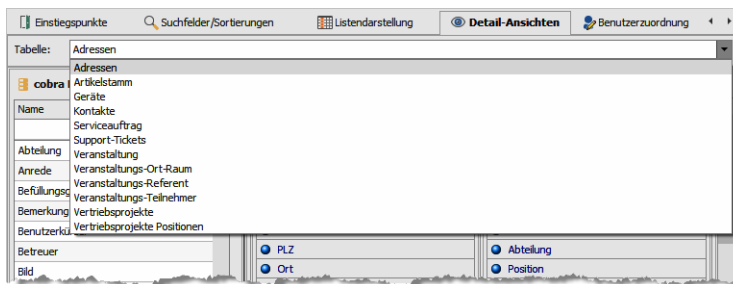 Einstiegspunkte Suchfelder/Sortierungen Listendarstellung Detail-Ansichten Benutzerzuordnung
Tabelle: Adressen
Adressen
cobra
Artikelstamm
Geräte
Name
Kontakte
Serviceauftrag
Support-Tickets
Abteilung
Veranstaltung
Veranstaltungs-Ort-Raum
Anrede
Veranstaltungs-Referent
Veranstaltungs-Teilnehmer
Bemerkung
Vertriebsprojekte
Vertriebsprojekte Positionen
Betreuer
PLZ Abteilung
Bild
Ort Position